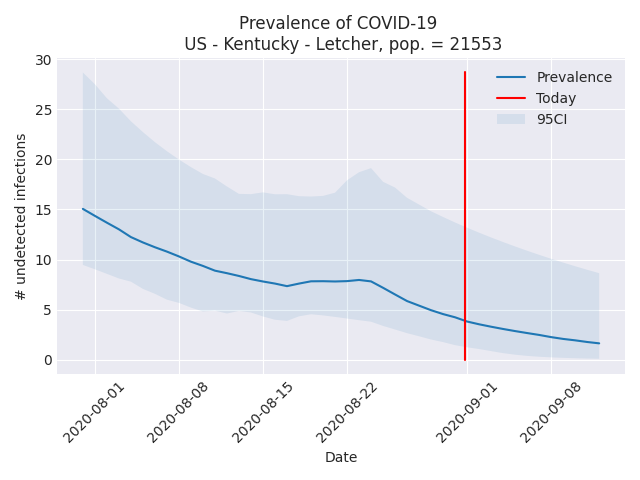 Prevalence of COVID-19
US - Kentucky - Letcher, pop. = 21553
# undetected infections
30
25
20
15
10
5
0
Prevalence
Today
95CI
2020-08-01
2020-08-08
2020-08-15
2020-08-22
2020-09-01
2020-09-08
Date